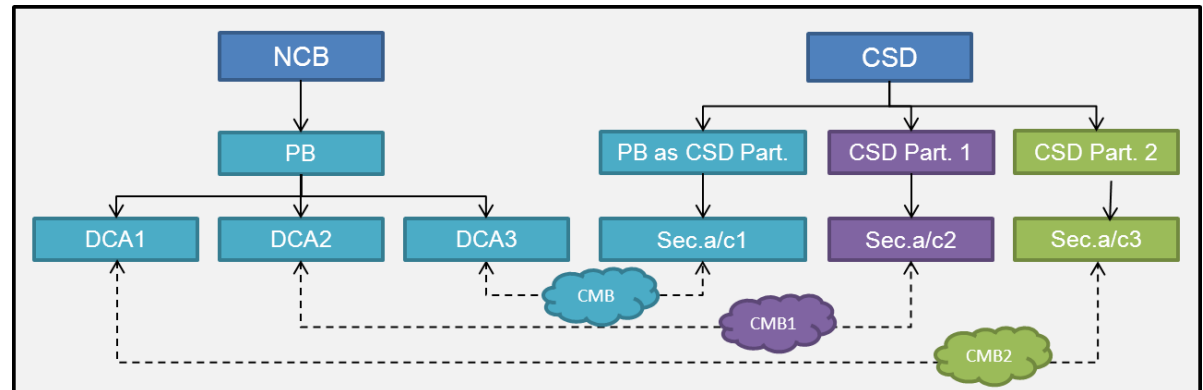 NCB
CSD
PB
PB as CSD Part.
CSD Part. 1
CSD Part. 2
DCA1
DCA2
DCA3
Sec.a/c1
Sec.a/c2
Sec.a/c3
CMB
CMB1
CMB2